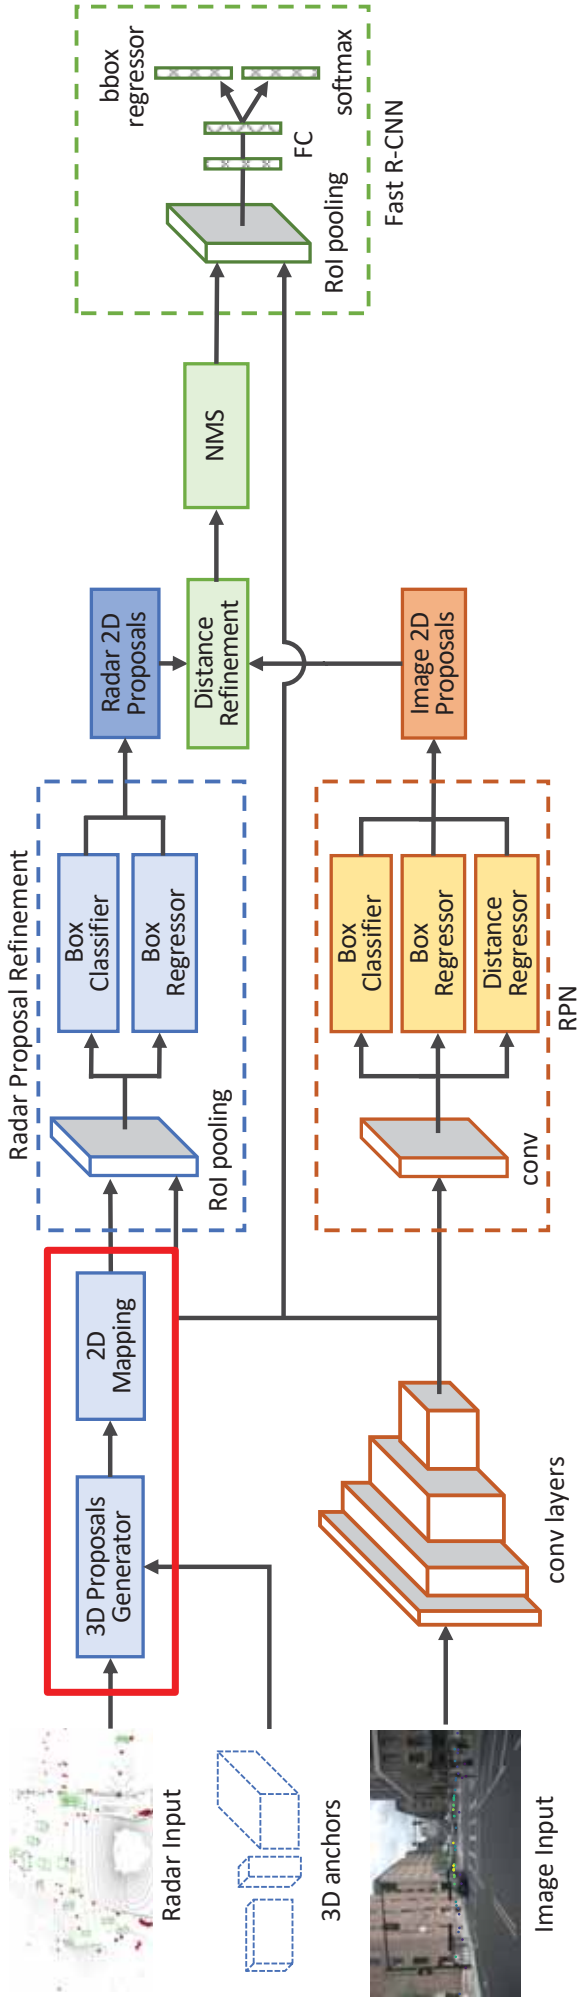 Radar Input
3D anchors
Image Input
3D Proposals
Generator
2D
Mapping
conv layers
Radar Proposal Refinement
RoI pooling
Box
Classifier
Box
Regressor
conv
Box
Classifier
Box
Regressor
Distance
Regressor
RPN
Radar 2D
Proposals
Distance
Refinement
Image 2D
Proposals
NMS
RoI pooling
FC
bbox
regressor
softmax
Fast R-CNN